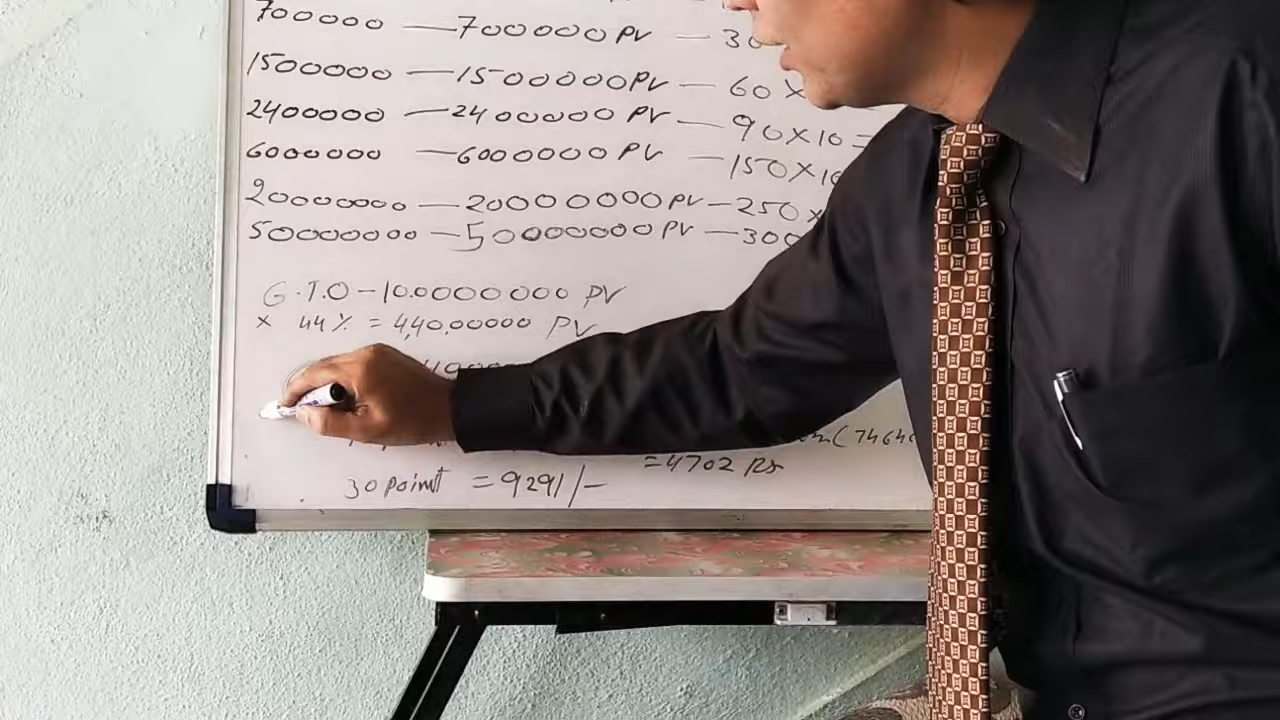 700000 — 700000 PV — 30
1500000 — 1500000 PV — 60 ×
2400000 — 2400000 PV — 90 × 10 =
6000000 — 6000000 PV — 150 × 10
20000000 — 20000000 PV — 250 ×
50000000 — 50000000 PV — 300
G.T.O – 10.0000000 PV
× 44 % = 440,00000 PV
(74640
= 4702 Rs
30 point = 9291/–